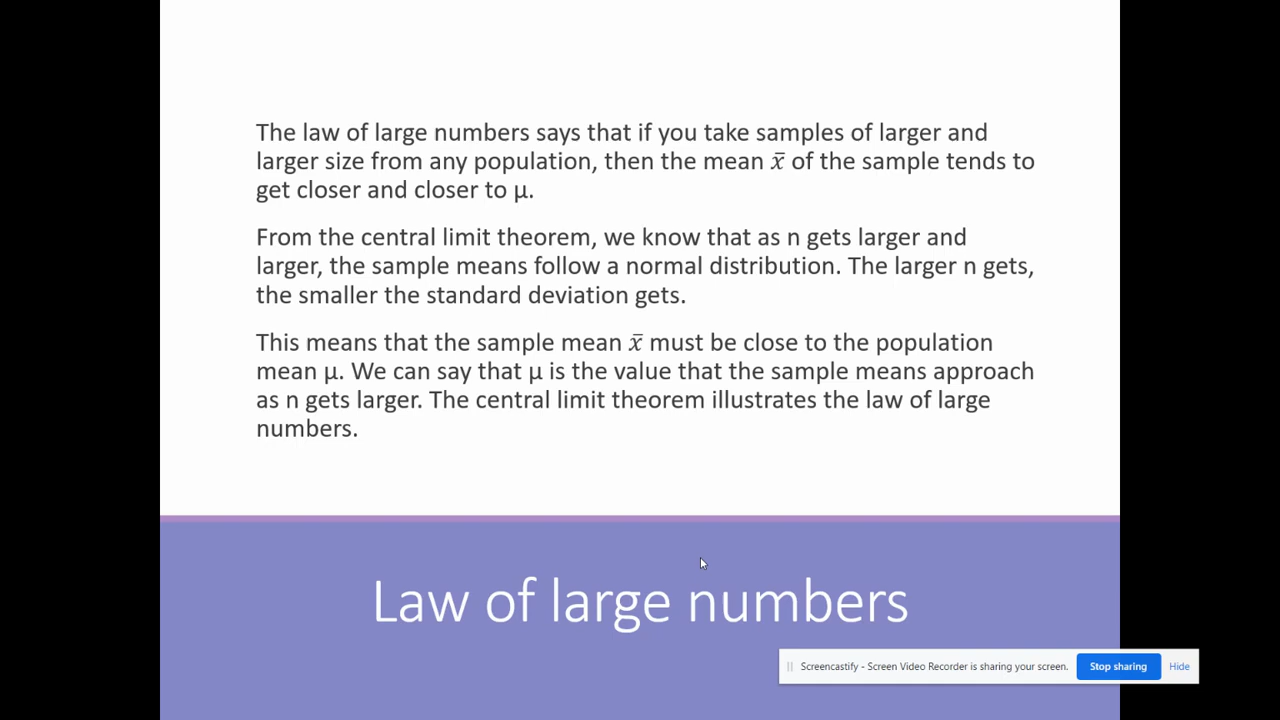 The law of large numbers says that if you take samples of larger and
larger size from any population, then the mean x̄ of the sample tends to
get closer and closer to μ.
From the central limit theorem, we know that as n gets larger and
larger, the sample means follow a normal distribution. The larger n gets,
the smaller the standard deviation gets.
This means that the sample mean x̄ must be close to the population
mean μ. We can say that μ is the value that the sample means approach
as n gets larger. The central limit theorem illustrates the law of large
numbers.
Law of large numbers
Screencastify - Screen Video Recorder is sharing your screen. Stop sharing Hide